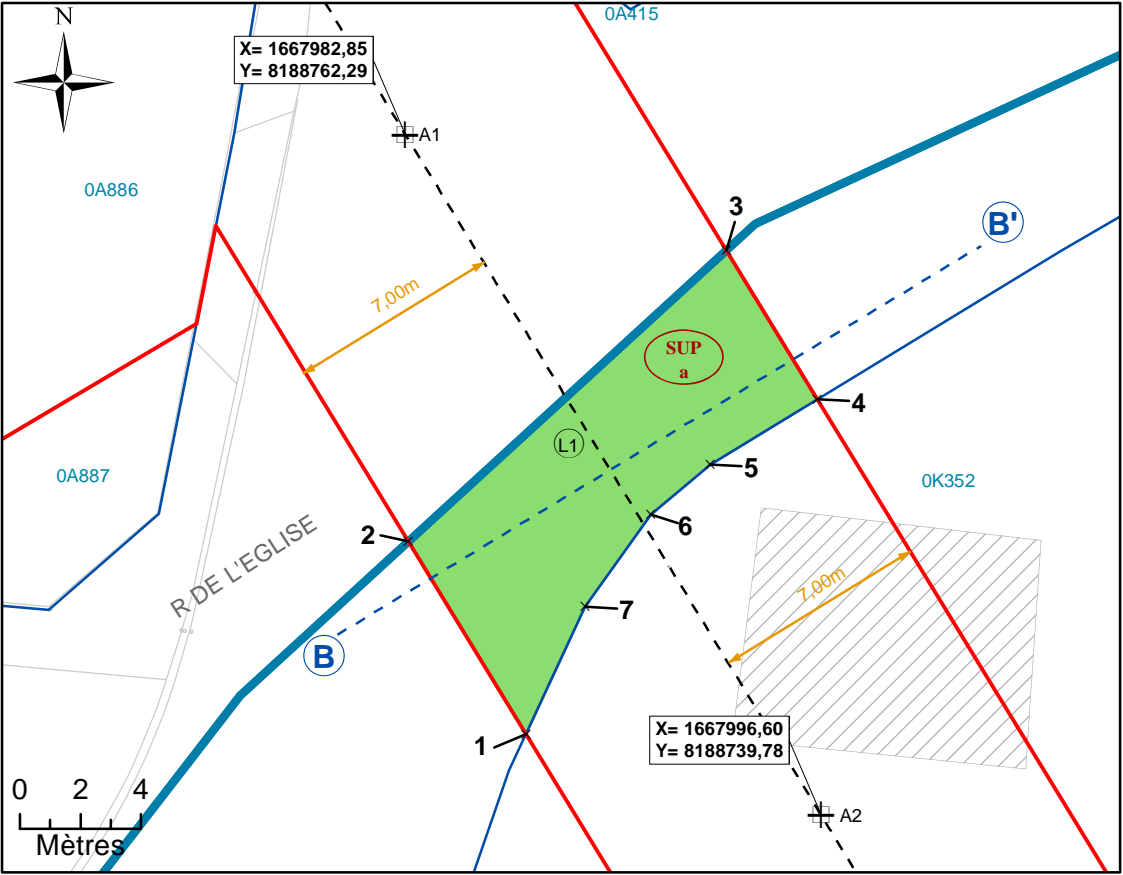 0A415
N
X= 1667982,85
Y= 8188762,29
A1
0A886
3
B'
7,00m
SUP
a
4
L1
5
0A887
0K352
6
2
R DE L'EGLISE
7,00m
7
B
1
X= 1667996,60
Y= 8188739,78
0 2 4
A2
Mètres